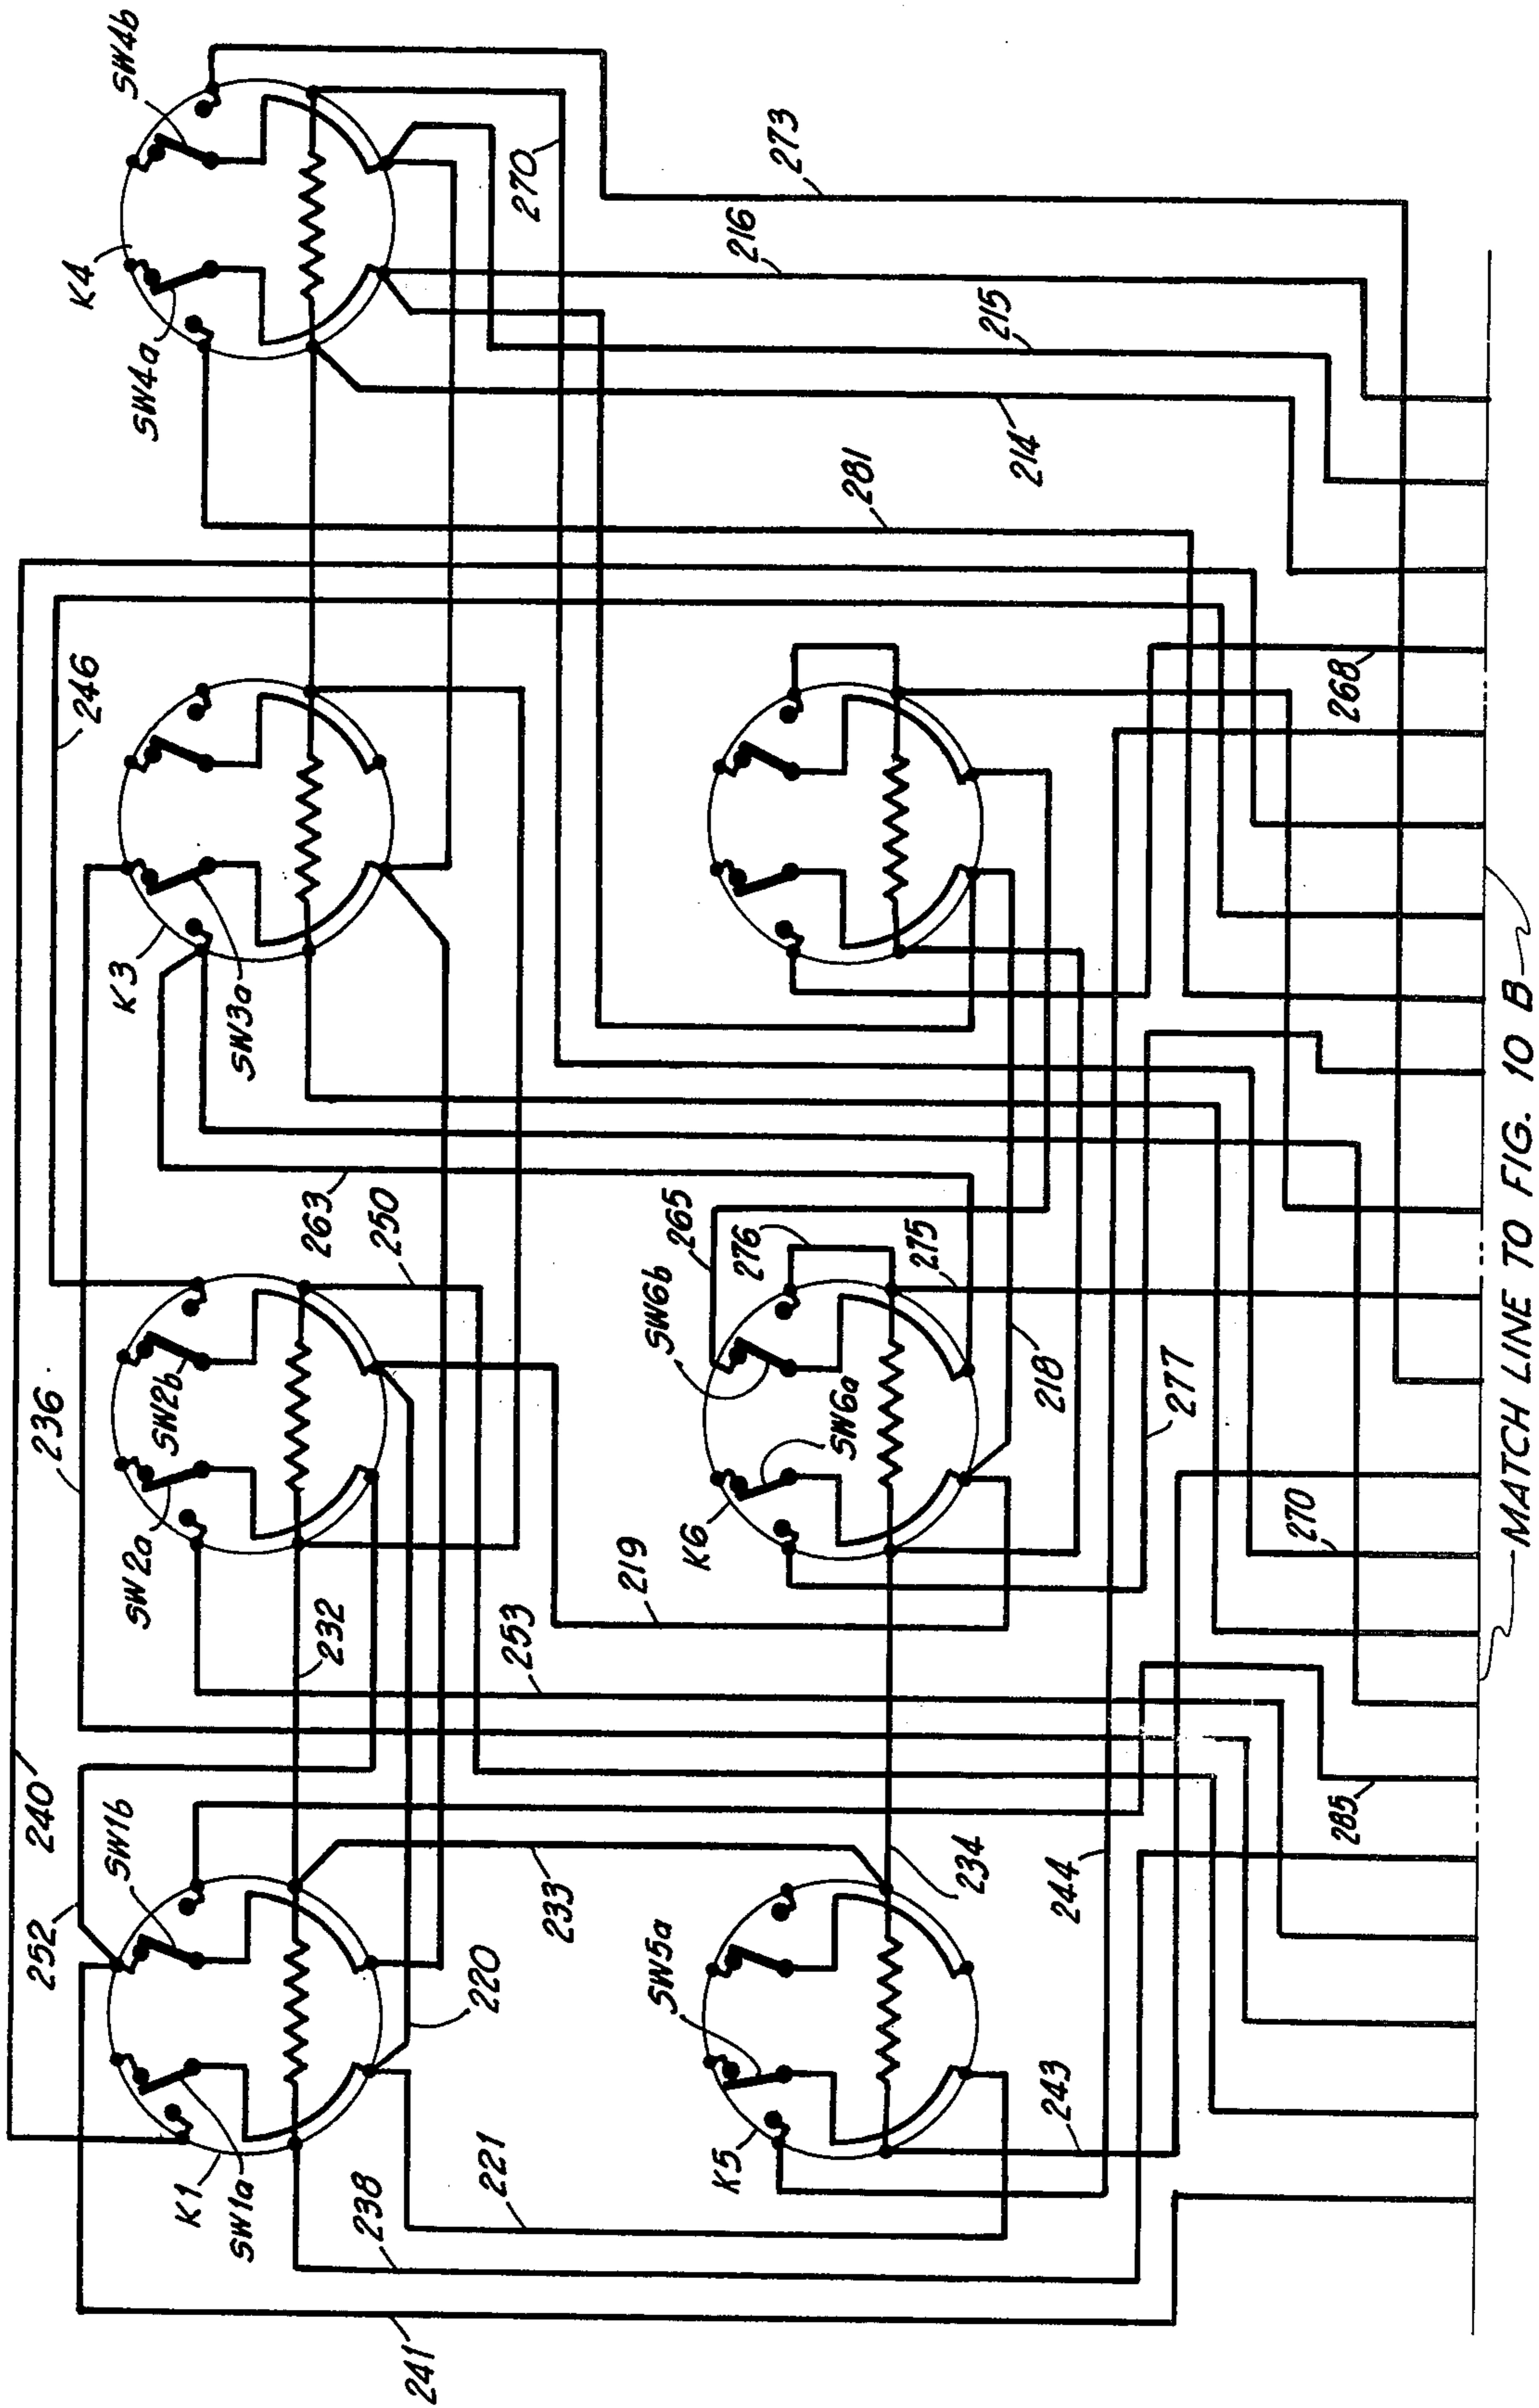 240
236
246
252
SW1b
SW2b
SW2a
K3
SW3a
K4
SW4a
SW4b
K1
SW1a
241
238
221
220
233
232
253
219
250
263
270
281
214
215
216
273
K5
SW5a
243
244
234
K6
SW6a
SW6b
265
276
275
218
277
268
270
285
MATCH LINE TO FIG. 10 B